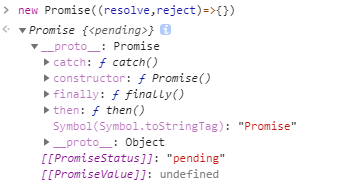 > new Promise((resolve,reject)=>{})
<· ▼Promise {<pending>} i
▼__proto__: Promise
▶catch: ƒ catch()
▶constructor: ƒ Promise()
▶finally: ƒ finally()
▶then: ƒ then()
Symbol(Symbol.toStringTag): "Promise"
▶__proto__: Object
[[PromiseStatus]]: "pending"
[[PromiseValue]]: undefined